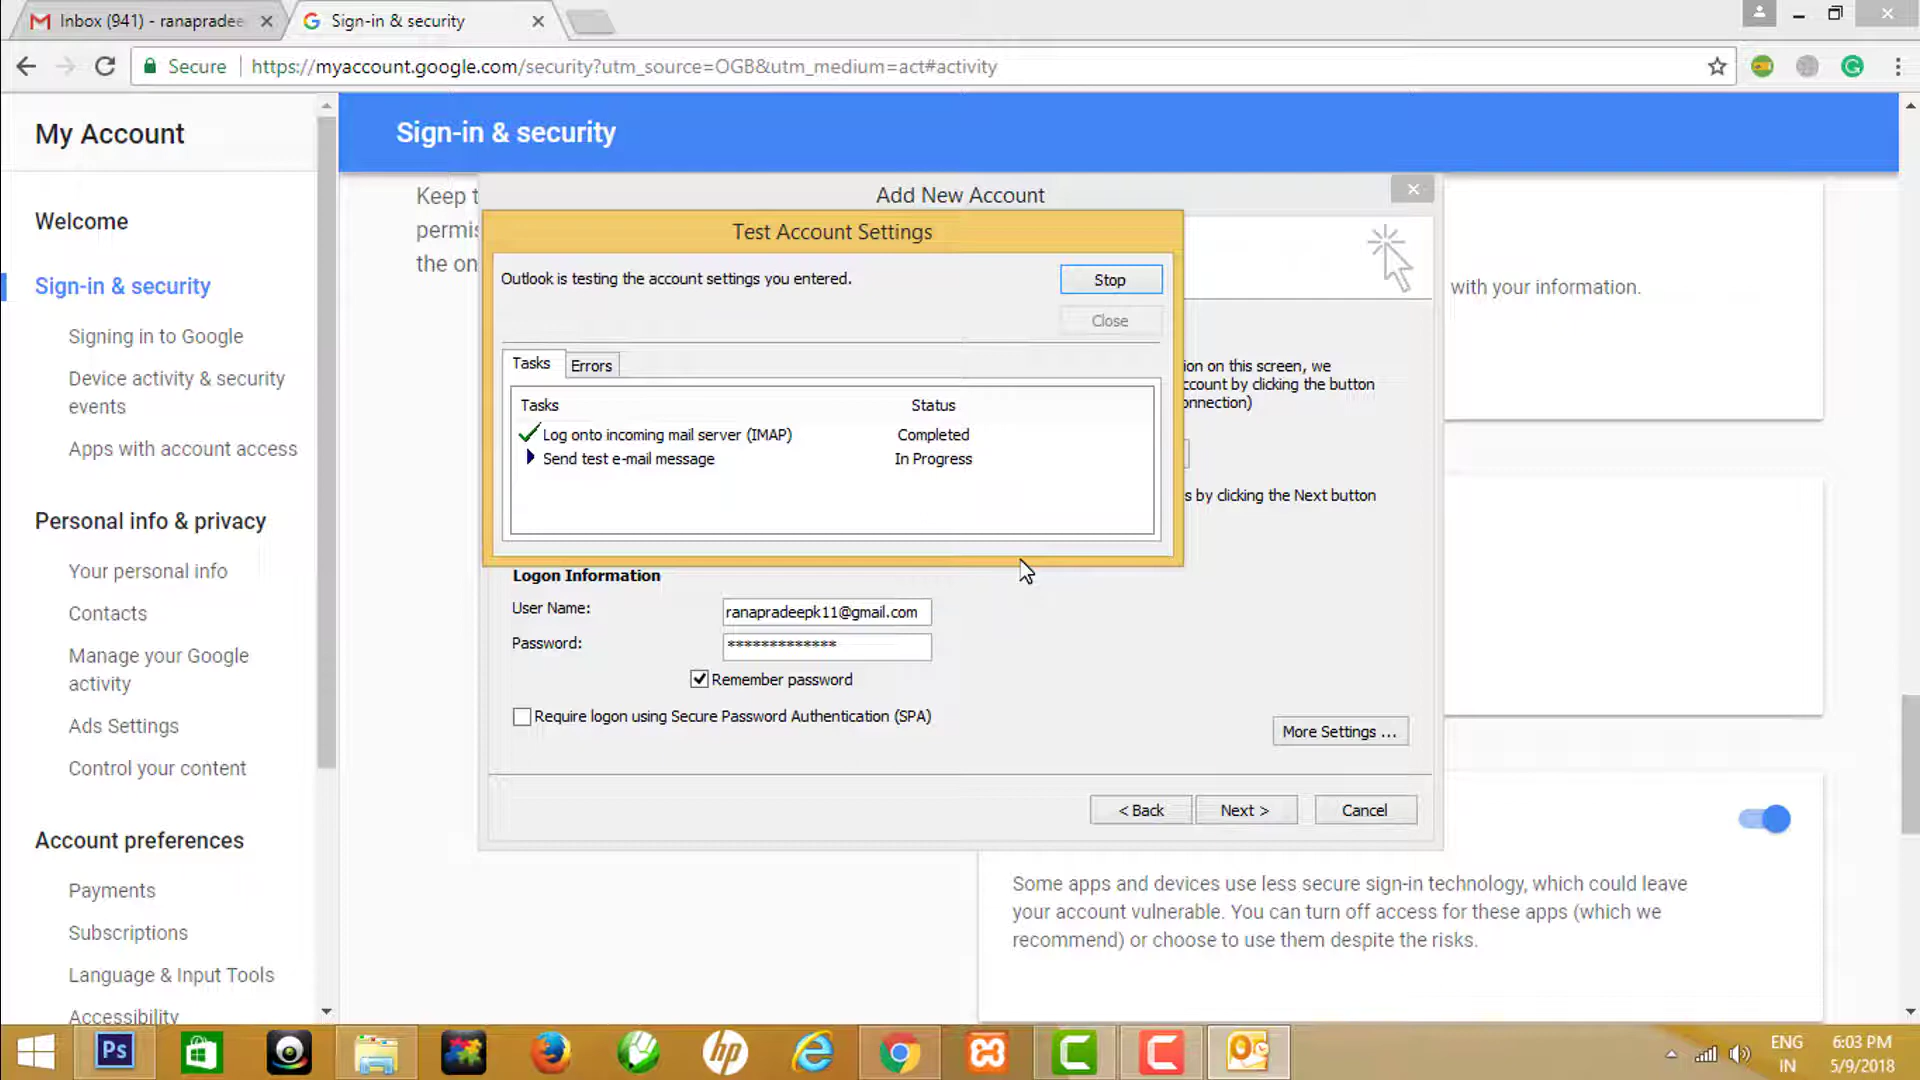 Inbox (941) - ranapradee
Sign-in & security
Secure
https://myaccount.google.com/security?utm_source=OGB&utm_medium=act#activity
My Account
Sign-in & security
Welcome
Sign-in & security
Signing in to Google
Device activity & security
events
Apps with account access
Personal info & privacy
Your personal info
Contacts
Manage your Google
activity
Ads Settings
Control your content
Account preferences
Payments
Subscriptions
Language & Input Tools
Accessibility
Keep t
permis
the on
with your information.
Add New Account
Test Account Settings
Outlook is testing the account settings you entered.
Stop
Close
Tasks
Errors
Tasks Status
Log onto incoming mail server (IMAP) Completed
Send test e-mail message In Progress
ion on this screen, we
ccount by clicking the button
onnection)
s by clicking the Next button
Logon Information
User Name: ranapradeepk11@gmail.com
Password: *************
Remember password
Require logon using Secure Password Authentication (SPA)
More Settings ...
< Back
Next >
Cancel
Some apps and devices use less secure sign-in technology, which could leave
your account vulnerable. You can turn off access for these apps (which we
recommend) or choose to use them despite the risks.
Ps
hp
ENG
IN
6:03 PM
5/9/2018